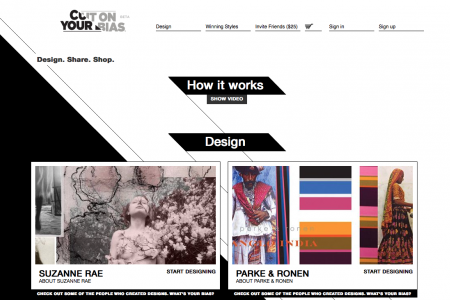 CUT ON
YOUR BIAS
BETA
Design
Winning Styles
Invite Friends ($25)
Sign in
Sign up
Design. Share. Shop.
How it works
SHOW VIDEO
Design
SUZANNE RAE
ABOUT SUZANNE RAE
START DESIGNING
INDIA
PARKE & RONEN
ABOUT PARKE & RONEN
START DESIGNING
CHECK OUT SOME OF THE PEOPLE WHO CREATED DESIGNS. WHAT'S YOUR BIAS?
CHECK OUT SOME OF THE PEOPLE WHO CREATED DESIGNS. WHAT'S YOUR BIAS?